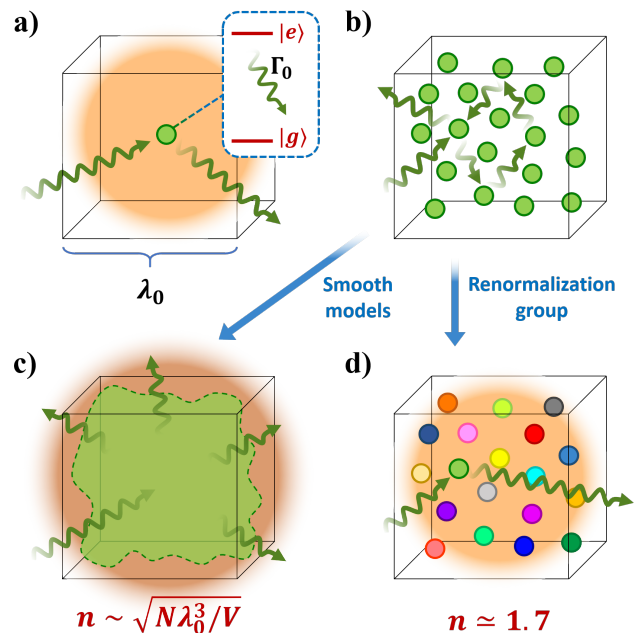 a)
|e⟩
Γ₀
|g⟩
λ₀
b)
Smooth
models
Renormalization
group
c)
n ~ √(Nλ₀³/V)
d)
n ≃ 1.7